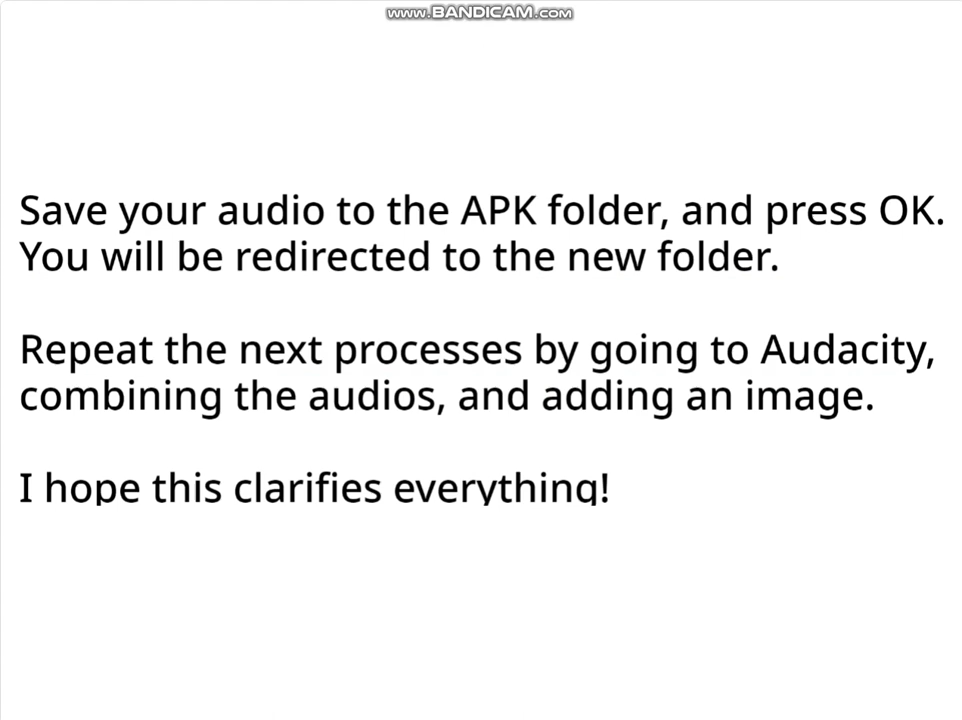 www.BANDICAM.com
Save your audio to the APK folder, and press OK.
You will be redirected to the new folder.
Repeat the next processes by going to Audacity,
combining the audios, and adding an image.
I hope this clarifies everything!